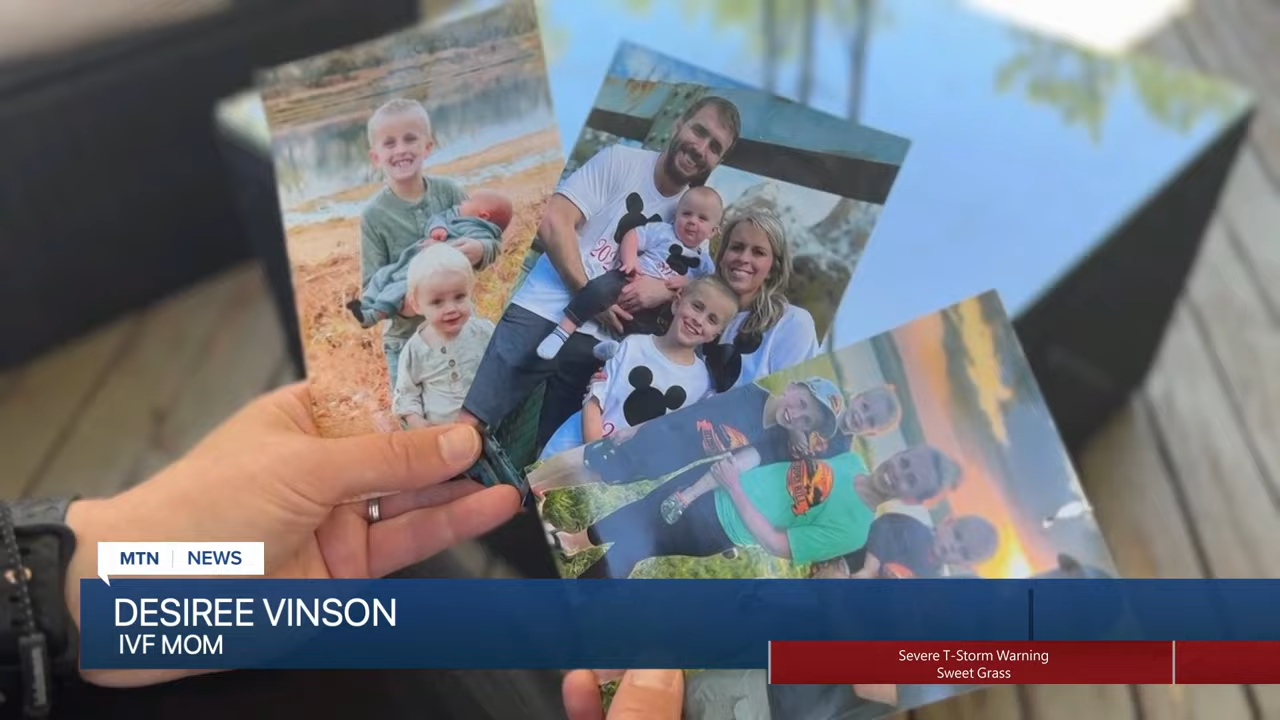 MTN NEWS
DESIREE VINSON
IVF MOM
Severe T-Storm Warning
Sweet Grass